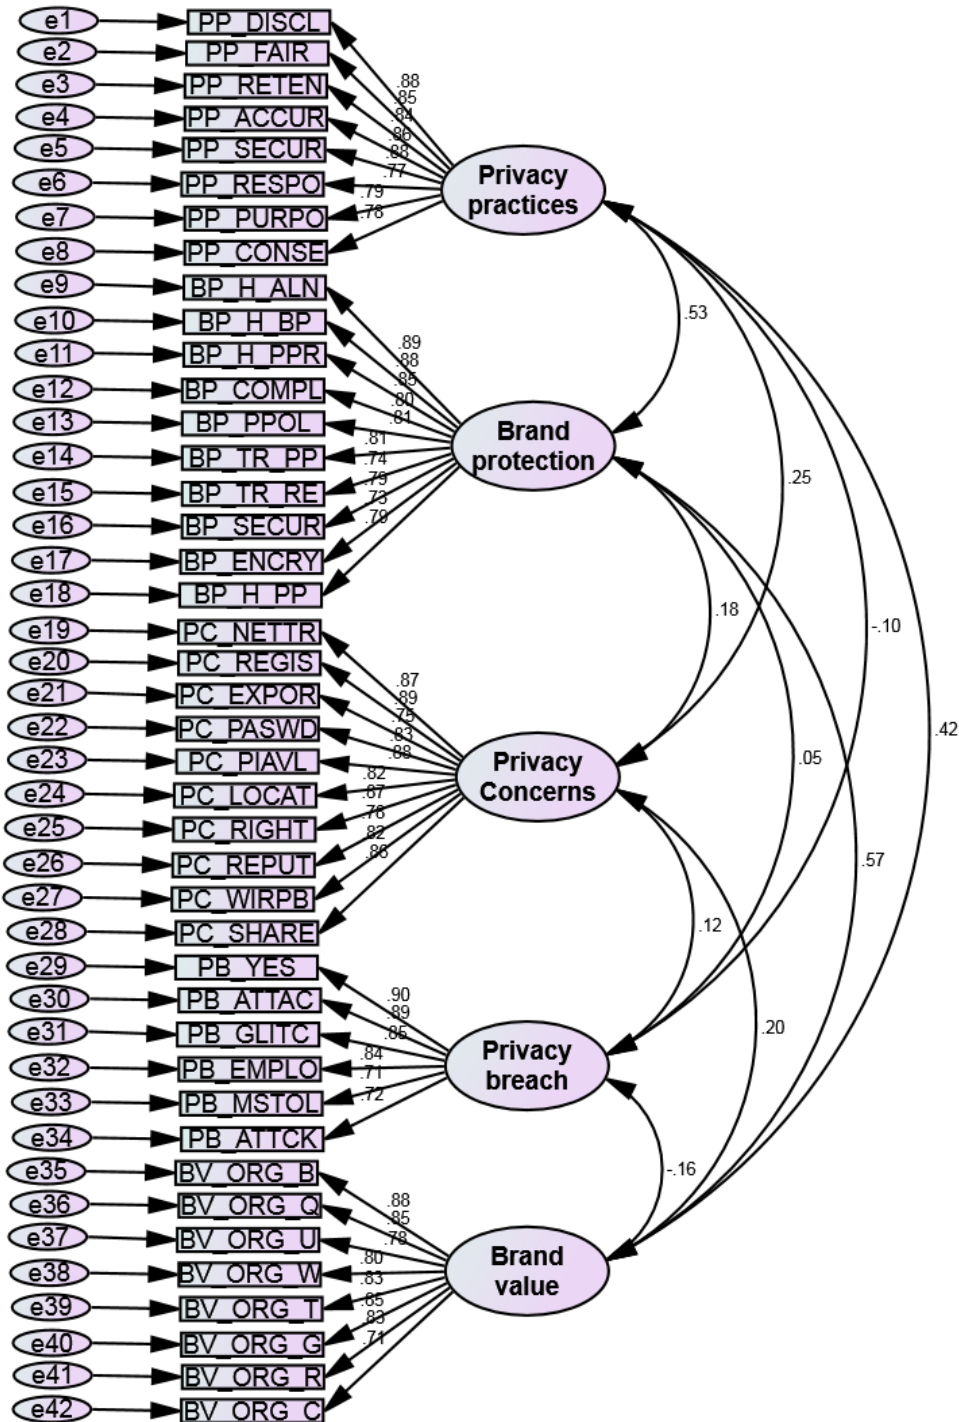 e1 PP_DISCL
e2 PP_FAIR
e3 PP_RETEN
e4 PP_ACCUR
e5 PP_SECUR
e6 PP_RESPO
e7 PP_PURPO
e8 PP_CONSE
.88
.85
.84
.86
.88
.77
.79
.78
Privacy
practices
e9 BP_H_ALN
e10 BP_H_BP
e11 BP_H_PPR
e12 BP_COMPL
e13 BP_PPOL
e14 BP_TR_PP
e15 BP_TR_RE
e16 BP_SECUR
e17 BP_ENCRY
e18 BP_H_PP
.89
.88
.85
.80
.81
.81
.74
.79
.73
.79
Brand
protection
e19 PC_NETTR
e20 PC_REGIS
e21 PC_EXPOR
e22 PC_PASWD
e23 PC_PIAVL
e24 PC_LOCAT
e25 PC_RIGHT
e26 PC_REPUT
e27 PC_WIRPB
e28 PC_SHARE
.87
.89
.75
.83
.88
.82
.87
.78
.82
.86
Privacy
Concerns
e29 PB_YES
e30 PB_ATTAC
e31 PB_GLITC
e32 PB_EMPLO
e33 PB_MSTOL
e34 PB_ATTCK
.90
.89
.85
.84
.71
.72
Privacy
breach
e35 BV_ORG_B
e36 BV_ORG_Q
e37 BV_ORG_U
e38 BV_ORG_W
e39 BV_ORG_T
e40 BV_ORG_G
e41 BV_ORG_R
e42 BV_ORG_C
.88
.85
.78
.80
.83
.83
.71
Brand
value
.53
.25
.18
-.10
.42
.05
.57
.12
.20
-.16